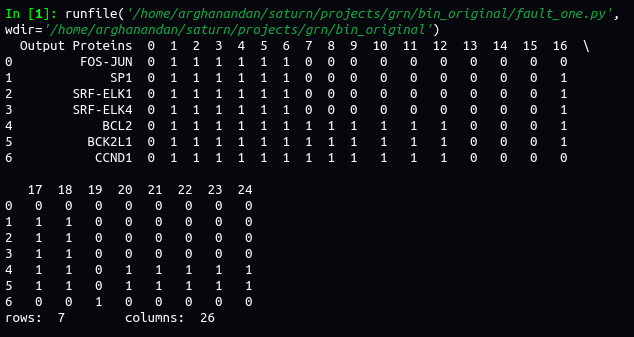 In [1]: runfile('/home/arghanandan/saturn/projects/grn/bin_original/fault_one.py',
wdir='/home/arghanandan/saturn/projects/grn/bin_original')
  Output Proteins  0  1  2  3  4  5  6  7  8  9  10  11  12  13  14  15  16  \
0         FOS-JUN  0  1  1  1  1  1  1  0  0  0   0   0   0   0   0   0   0
1             SP1  0  1  1  1  1  1  1  0  0  0   0   0   0   0   0   0   1
2        SRF-ELK1  0  1  1  1  1  1  1  0  0  0   0   0   0   0   0   0   1
3        SRF-ELK4  0  1  1  1  1  1  1  0  0  0   0   0   0   0   0   0   1
4            BCL2  0  1  1  1  1  1  1  1  1  1   1   1   1   0   0   0   1
5          BCK2L1  0  1  1  1  1  1  1  1  1  1   1   1   1   0   0   0   1
6           CCND1  0  1  1  1  1  1  1  1  1  1   1   1   1   0   0   0   0
   17  18  19  20  21  22  23  24
0   0   0   0   0   0   0   0   0
1   1   1   0   0   0   0   0   0
2   1   1   0   0   0   0   0   0
3   1   1   0   0   0   0   0   0
4   1   1   0   1   1   1   1   1
5   1   1   0   1   1   1   1   1
6   0   0   1   0   0   0   0   0
rows:  7       columns:  26